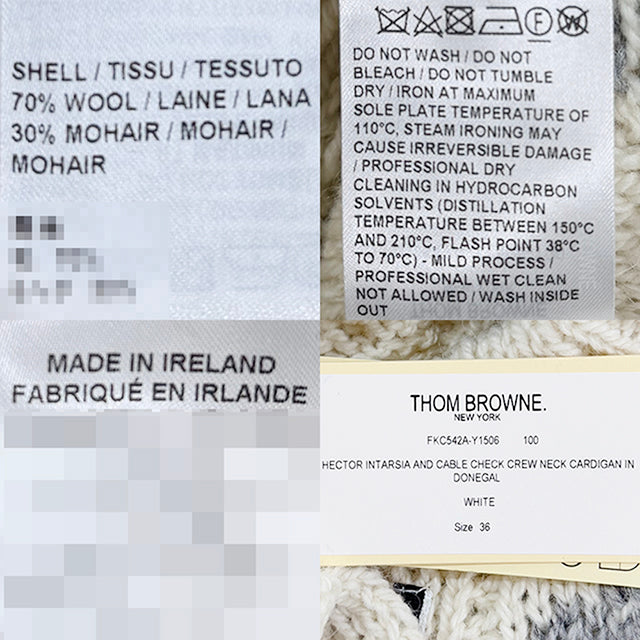 SHELL / TISSU / TESSUTO
70% WOOL / LAINE / LANA
30% MOHAIR / MOHAIR /
MOHAIR
DO NOT WASH / DO NOT
BLEACH / DO NOT TUMBLE
DRY / IRON AT MAXIMUM
SOLE PLATE TEMPERATURE OF
110°C, STEAM IRONING MAY
CAUSE IRREVERSIBLE DAMAGE
/ PROFESSIONAL DRY
CLEANING IN HYDROCARBON
SOLVENTS (DISTILLATION
TEMPERATURE BETWEEN 150°C
AND 210°C, FLASH POINT 38°C
TO 70°C) - MILD PROCESS /
PROFESSIONAL WET CLEAN
NOT ALLOWED / WASH INSIDE
OUT
MADE IN IRELAND
FABRIQUÉ EN IRLANDE
THOM BROWNE.
NEW YORK
FKC542A-Y1506 100
HECTOR INTARSIA AND CABLE CHECK CREW NECK CARDIGAN IN
DONEGAL
WHITE
Size 36